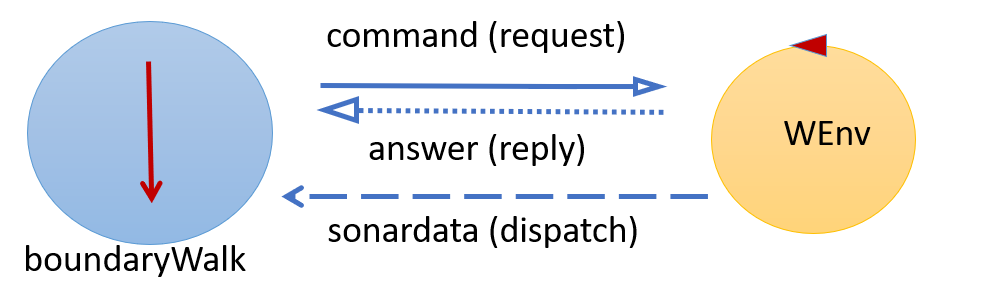 command (request)
WEnv
answer (reply)
sonardata (dispatch)
boundaryWalk